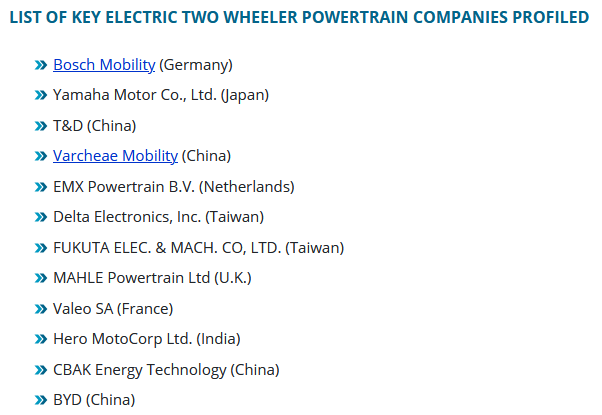 LIST OF KEY ELECTRIC TWO WHEELER POWERTRAIN COMPANIES PROFILED
Bosch Mobility (Germany)
Yamaha Motor Co., Ltd. (Japan)
T&D (China)
Varcheae Mobility (China)
EMX Powertrain B.V. (Netherlands)
Delta Electronics, Inc. (Taiwan)
FUKUTA ELEC. & MACH. CO, LTD. (Taiwan)
MAHLE Powertrain Ltd (U.K.)
Valeo SA (France)
Hero MotoCorp Ltd. (India)
CBAK Energy Technology (China)
BYD (China)